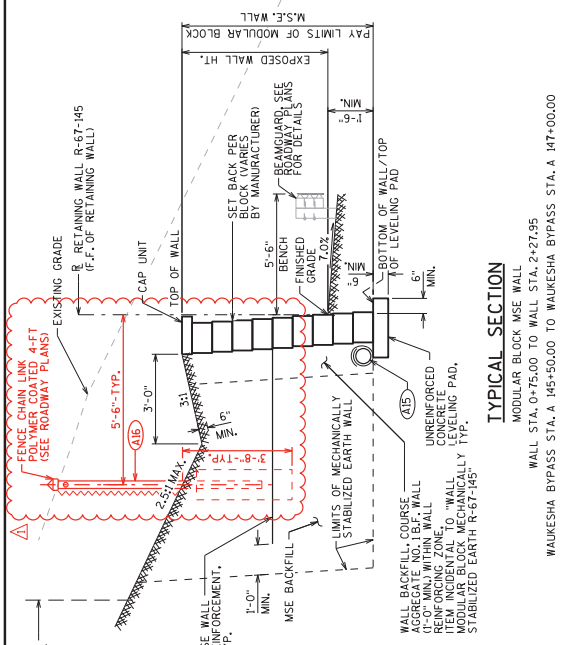 FENCE CHAIN LINK
POLYMER COATED 4-FT
(SEE ROADWAY PLANS)
EXISTING GRADE
R RETAINING WALL R-67-145
(F.F. OF RETAINING WALL)
CAP UNIT
TOP OF WALL
5'-6"-TYP.
A16
3'-0"
3:1
6"
MIN.
2.5:1 MAX.
3'-8"-TYP.
1
PAY LIMITS OF MODULAR BLOCK
M.S.E. WALL
EXPOSED WALL HT.
1'-6"
MIN.
SET BACK PER
BLOCK (VARIES
BY MANURACTURER)
BEAMGUARD, SEE
ROADWAY PLANS
FOR DETAILS
5'-6"
BENCH
FINISHED
GRADE
7.0%
MIN.
6"
BOTTOM OF WALL/TOP
OF LEVELING PAD
6"
MIN.
A15
UNREINFORCED
CONCRETE
LEVELING PAD,
TYP.
LIMITS OF MECHANICALLY
STABILIZED EARTH WALL
WALL BACKFILL, COURSE
AGGREGATE NO. 1 B.F. WALL
(1'-0" MIN.) WITHIN WALL
REINFORCING ZONE.
ITEM INCIDENTAL TO "WALL
MODULAR BLOCK MECHANICALLY
STABILIZED EARTH R-67-145"
SE WALL
INFORCEMENT,
P.
1'-0"
MIN.
MSE BACKFILL
TYPICAL SECTION
MODULAR BLOCK MSE WALL
WALL STA. 0+75.00 TO WALL STA. 2+27.95
WAUKESHA BYPASS STA. A 145+50.00 TO WAUKESHA BYPASS STA. A 147+00.00